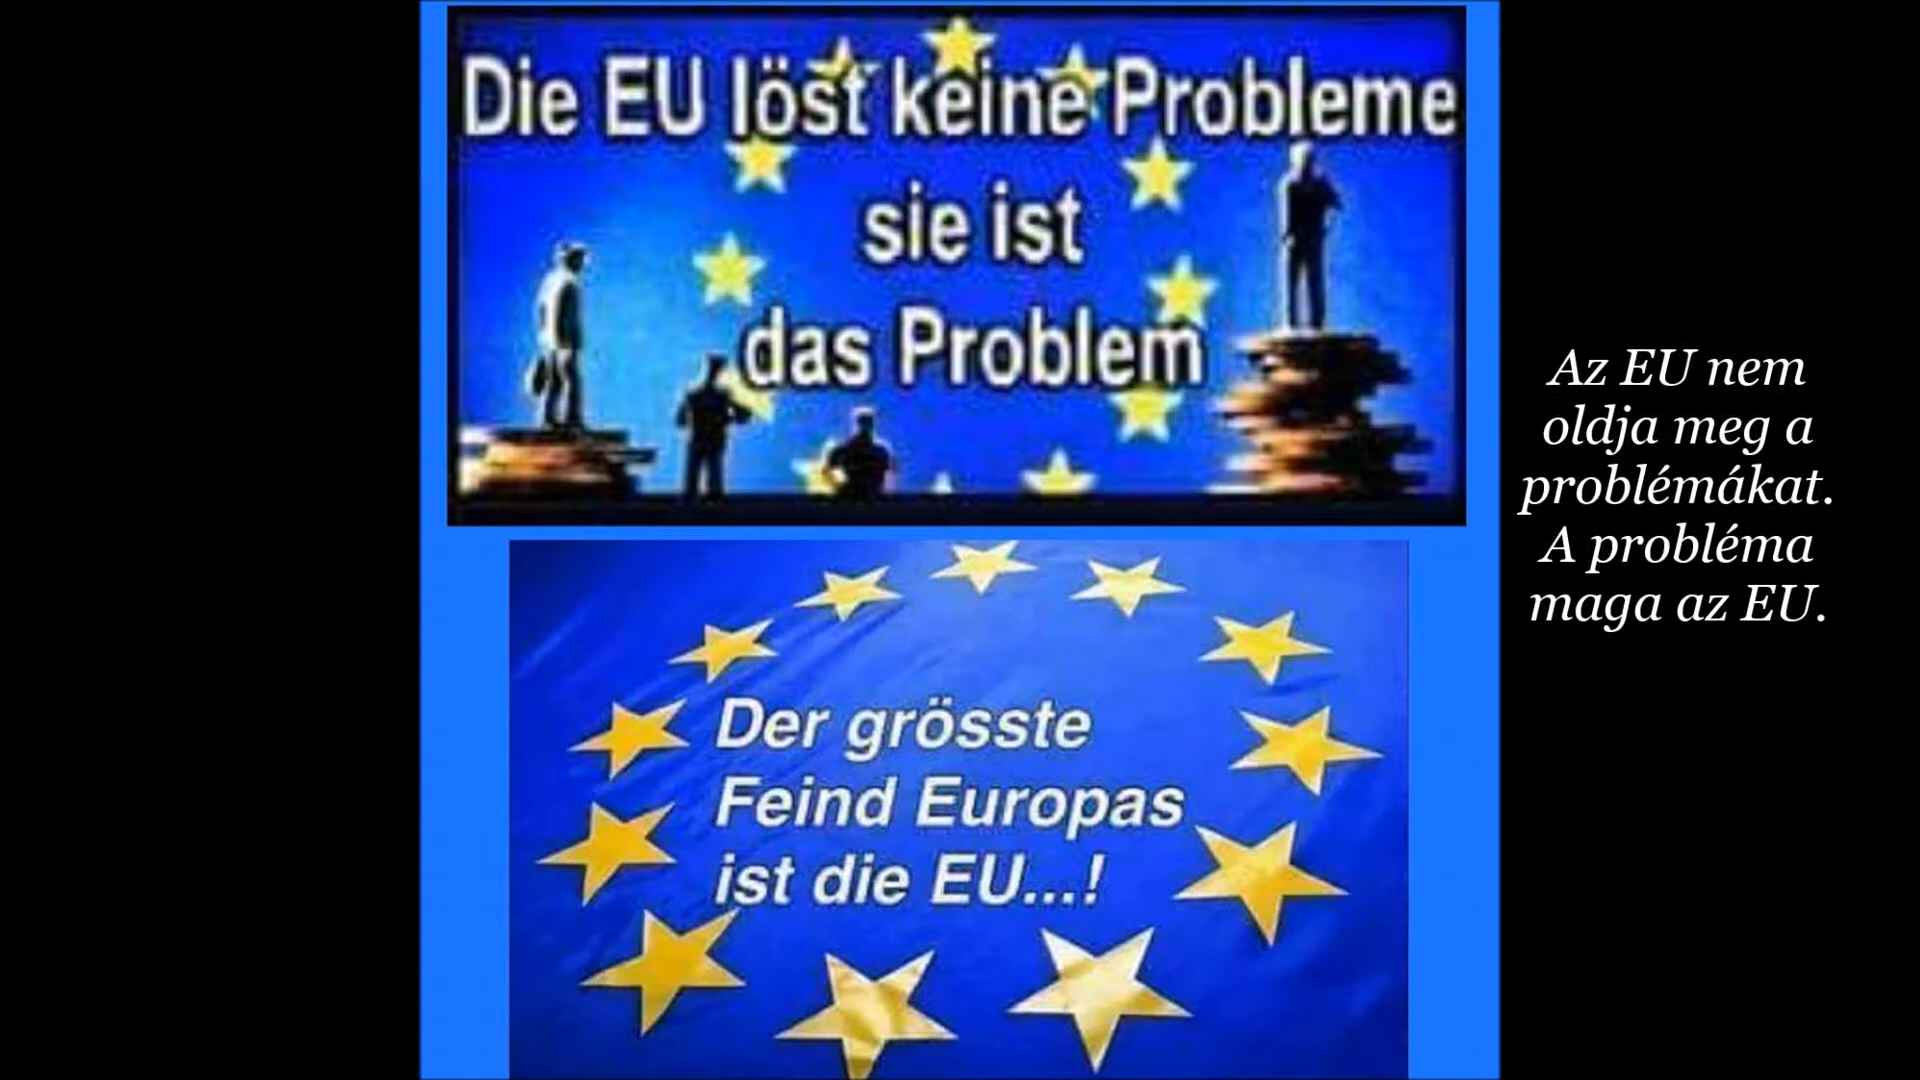 Die EU löst keine Probleme
sie ist
das Problem
Der grösste
Feind Europas
ist die EU...!
Az EU nem
oldja meg a
problémákat.
A probléma
maga az EU.